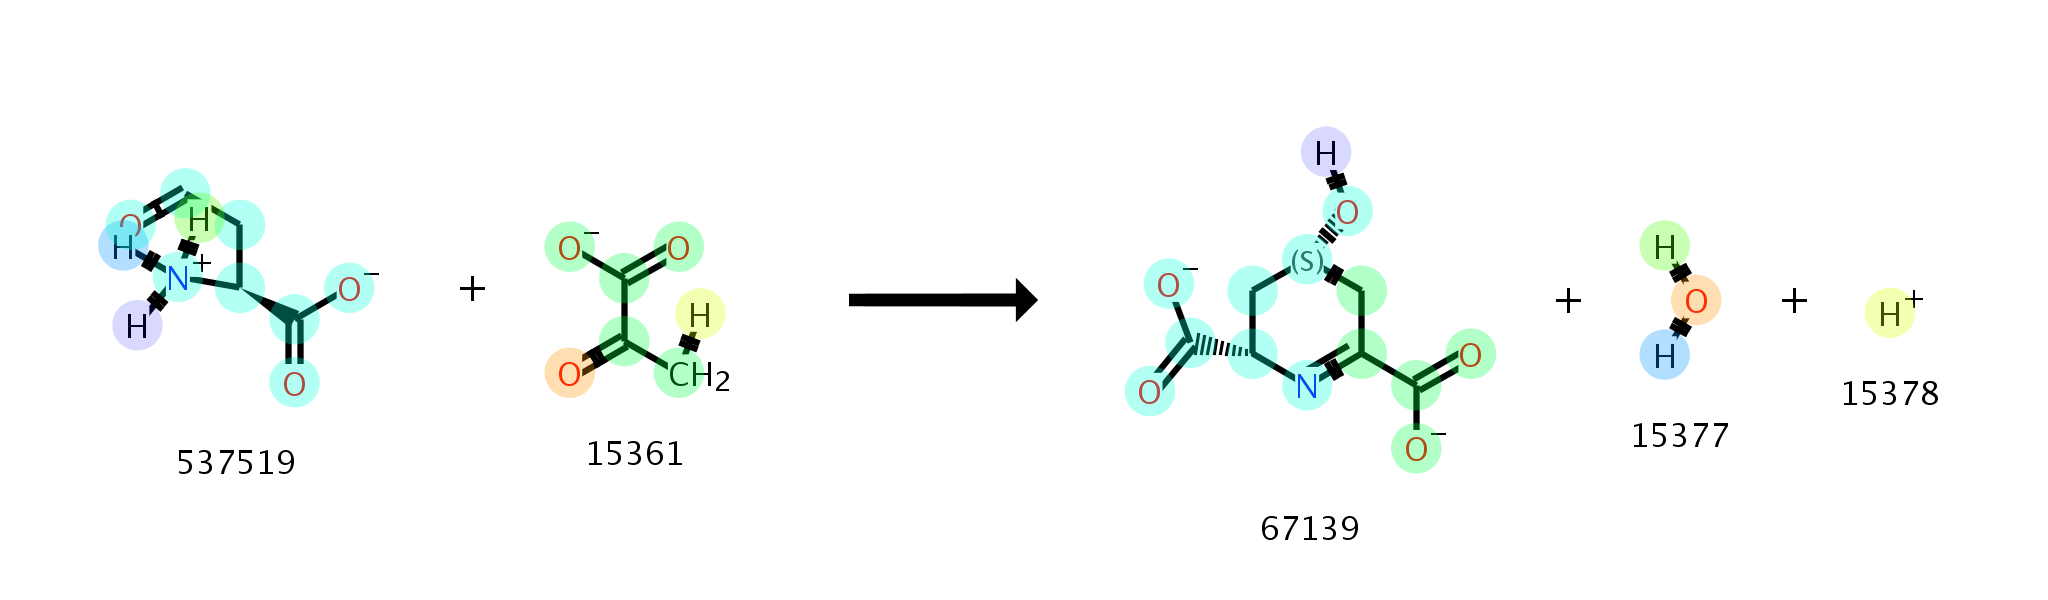 H
O H
H N+ O−
H
O
537519
+
O− O
H
O CH2
15361
H
O
(S)
O−
O N O
O−
67139
+
H
O
H
15377
+
H+
15378